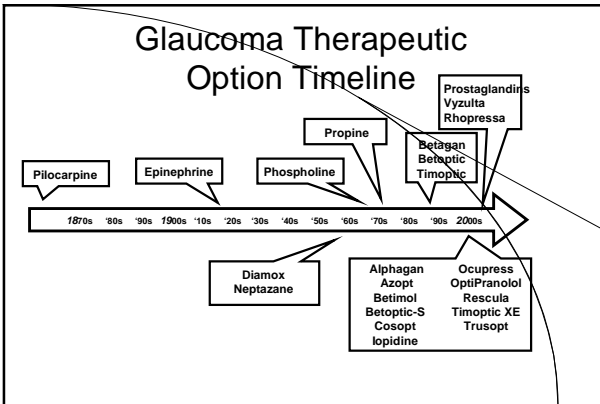 Glaucoma Therapeutic
Option Timeline
Prostaglandins
Vyzulta
Rhopressa
Propine
Betagan
Betoptic
Timoptic
Pilocarpine
Epinephrine
Phospholine
1870s '80s '90s 1900s '10s '20s '30s '40s '50s '60s '70s '80s '90s 2000s
Diamox
Neptazane
Alphagan
Azopt
Betimol
Betoptic-S
Cosopt
Iopidine
Ocupress
OptiPranolol
Rescula
Timoptic XE
Trusopt